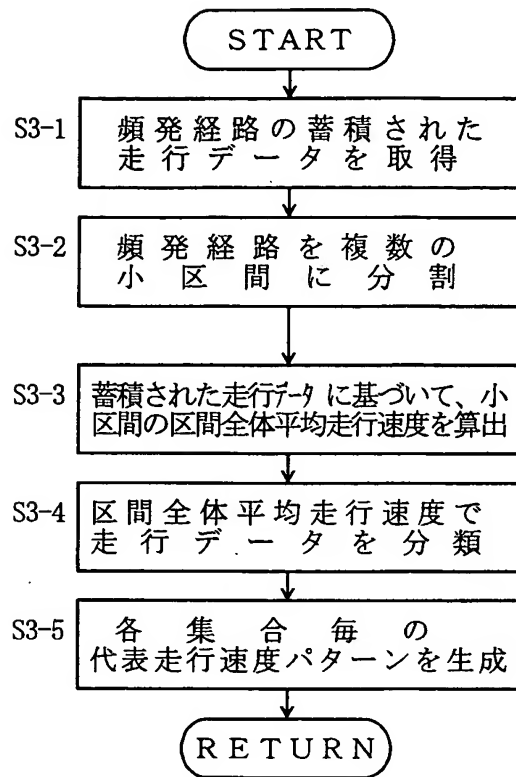 START
S3-1
頻発経路の蓄積された
走行データを取得
S3-2
頻発経路を複数の
小区間に分割
S3-3
蓄積された走行ﾃﾞｰﾀに基づいて、小
区間の区間全体平均走行速度を算出
S3-4
区間全体平均走行速度で
走行データを分類
S3-5
各集合毎の
代表走行速度パターンを生成
RETURN